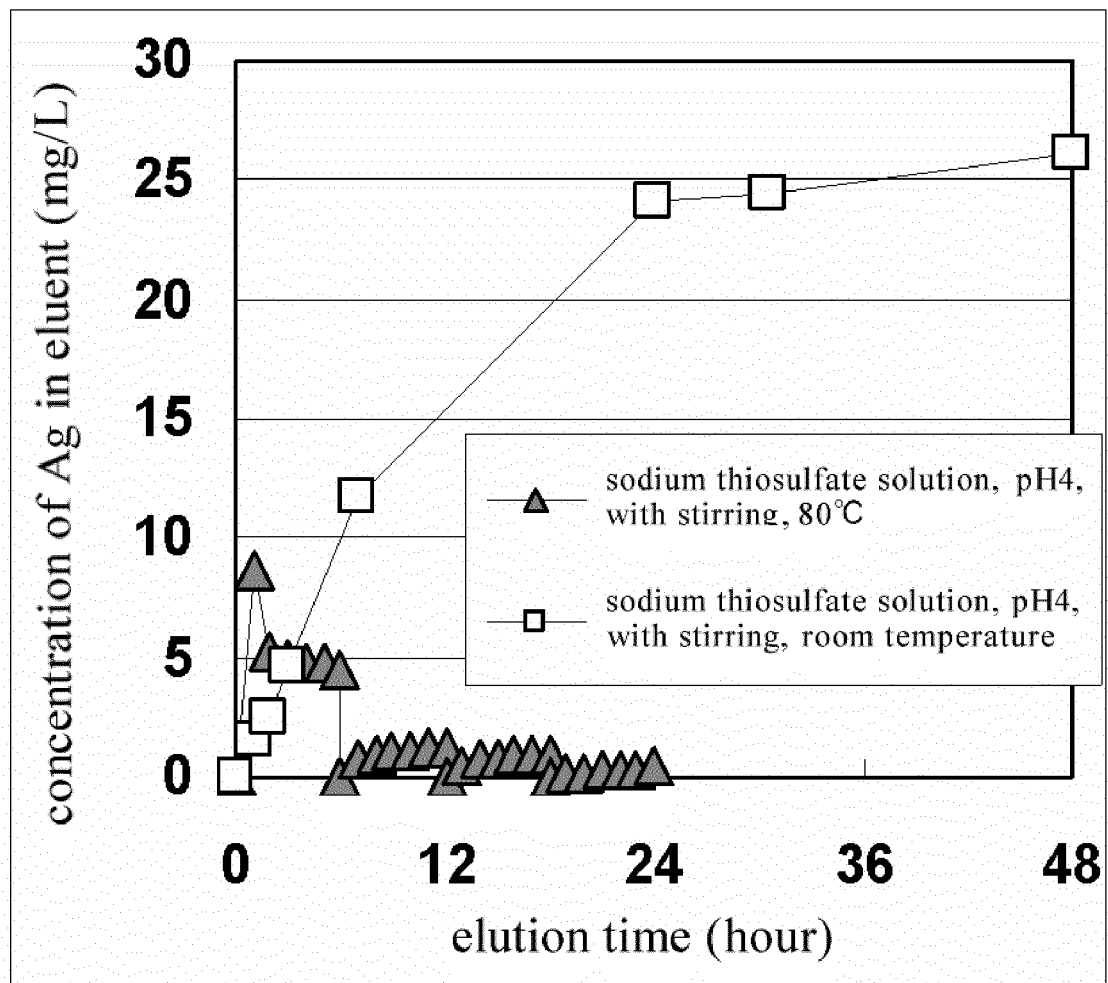 concentration of Ag in eluent (mg/L)
30
25
20
15
10
5
0
sodium thiosulfate solution, pH4,
with stirring, 80℃
sodium thiosulfate solution, pH4,
with stirring, room temperature
0 12 24 36 48
elution time (hour)